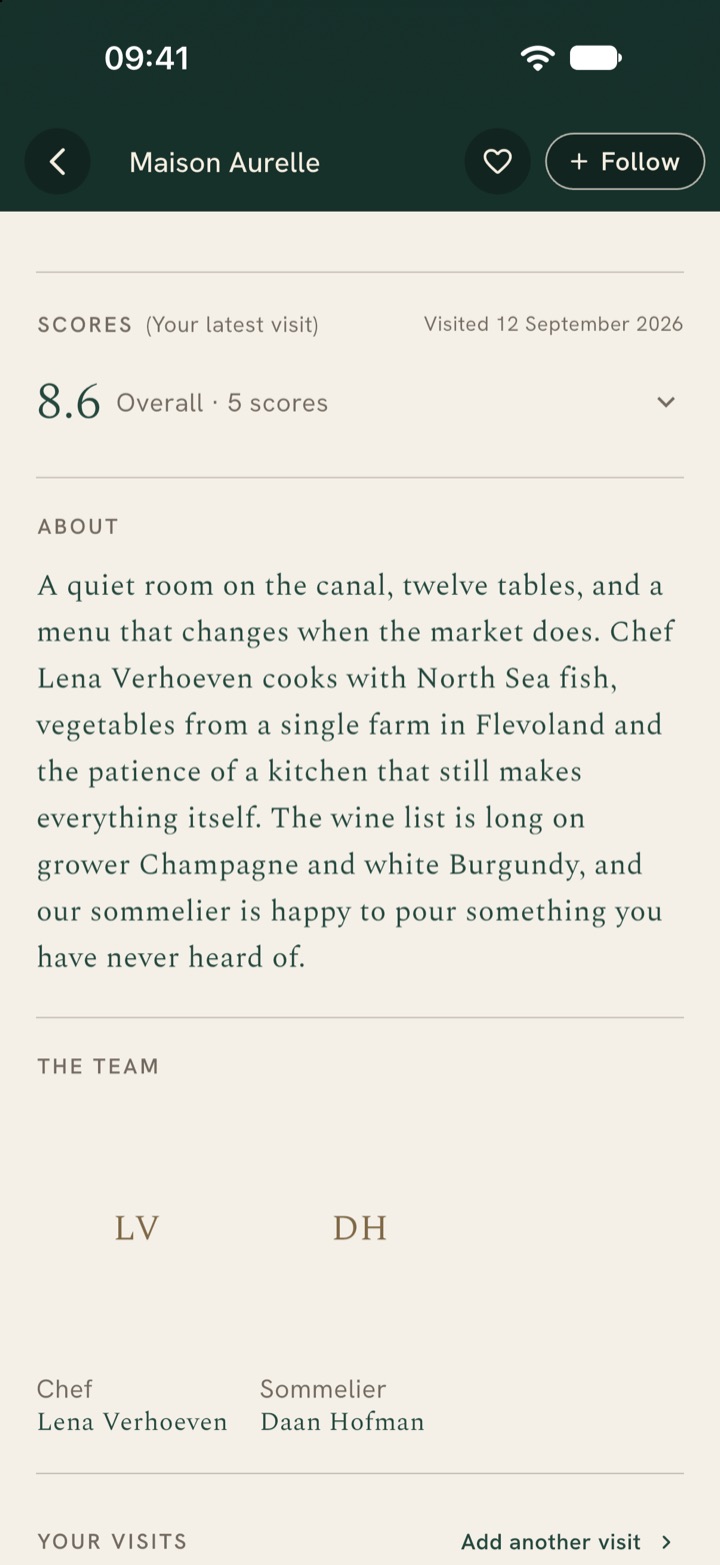 09:41
Maison Aurelle
+ Follow
SCORES (Your latest visit)
Visited 12 September 2026
8.6 Overall · 5 scores
ABOUT
A quiet room on the canal, twelve tables, and a
menu that changes when the market does. Chef
Lena Verhoeven cooks with North Sea fish,
vegetables from a single farm in Flevoland and
the patience of a kitchen that still makes
everything itself. The wine list is long on
grower Champagne and white Burgundy, and
our sommelier is happy to pour something you
have never heard of.
THE TEAM
LV
DH
Chef
Lena Verhoeven
Sommelier
Daan Hofman
YOUR VISITS
Add another visit